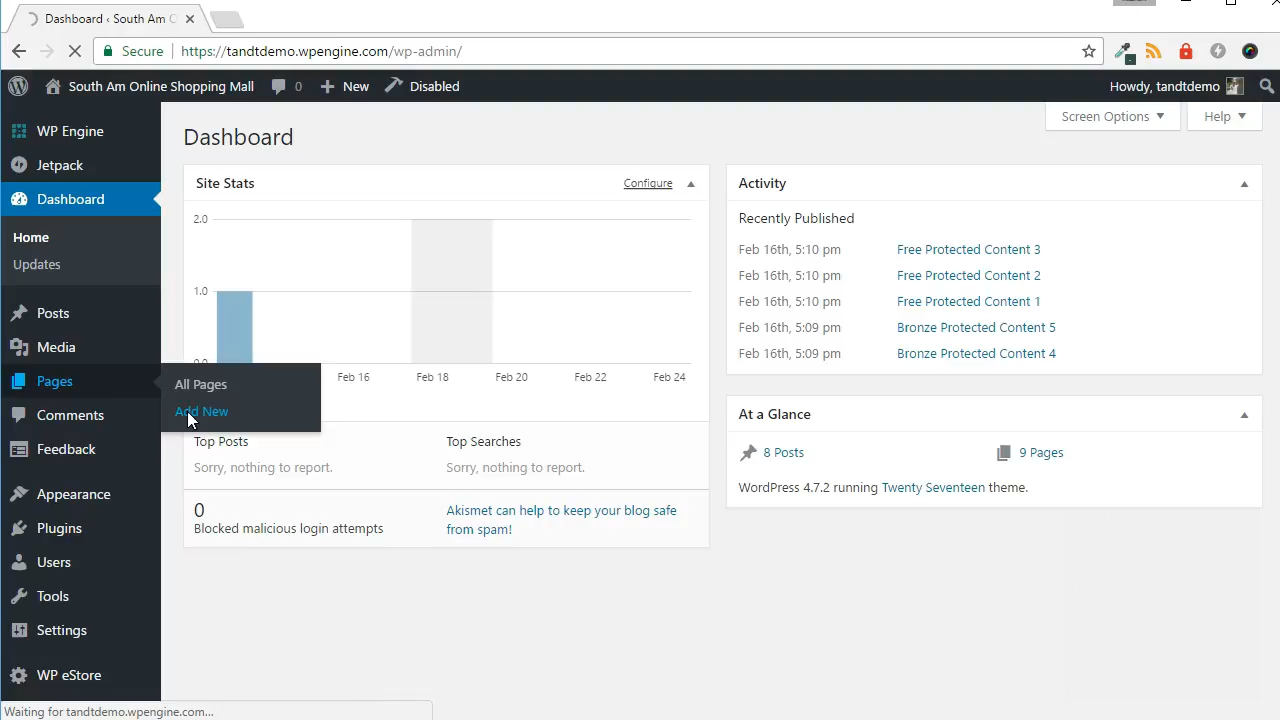 Dashboard ‹ South Am O
Secure
https://tandtdemo.wpengine.com/wp-admin/
South Am Online Shopping Mall
0
New
Disabled
Howdy, tandtdemo
WP Engine
Jetpack
Dashboard
Home
Updates
Posts
Media
Pages
Comments
Feedback
Appearance
Plugins
Users
Tools
Settings
WP eStore
All Pages
Add New
Screen Options
Help
Dashboard
Site Stats
Configure
2.0
1.0
0.0
Feb 16
Feb 18
Feb 20
Feb 22
Feb 24
Top Posts
Sorry, nothing to report.
Top Searches
Sorry, nothing to report.
0
Blocked malicious login attempts
Akismet can help to keep your blog safe
from spam!
Activity
Recently Published
Feb 16th, 5:10 pm Free Protected Content 3
Feb 16th, 5:10 pm Free Protected Content 2
Feb 16th, 5:10 pm Free Protected Content 1
Feb 16th, 5:09 pm Bronze Protected Content 5
Feb 16th, 5:09 pm Bronze Protected Content 4
At a Glance
8 Posts
9 Pages
WordPress 4.7.2 running Twenty Seventeen theme.
Waiting for tandtdemo.wpengine.com...